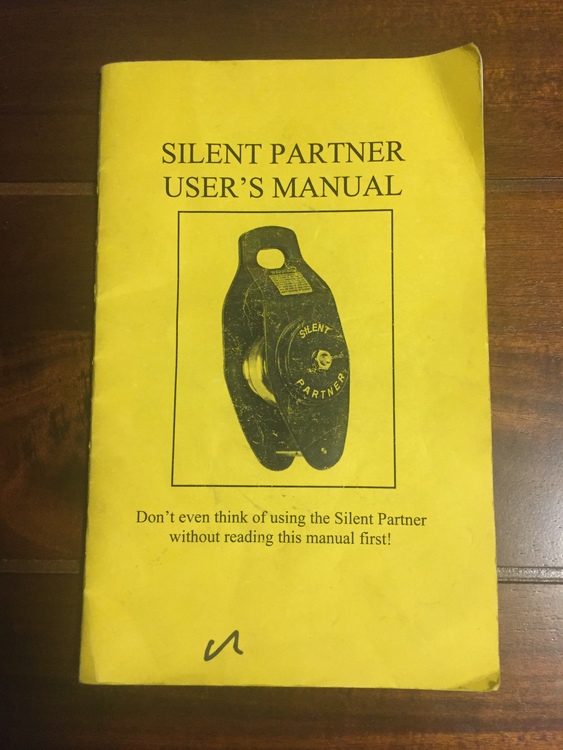 SILENT PARTNER
USER'S MANUAL
SILENT
PARTNER
Don't even think of using the Silent Partner
without reading this manual first!